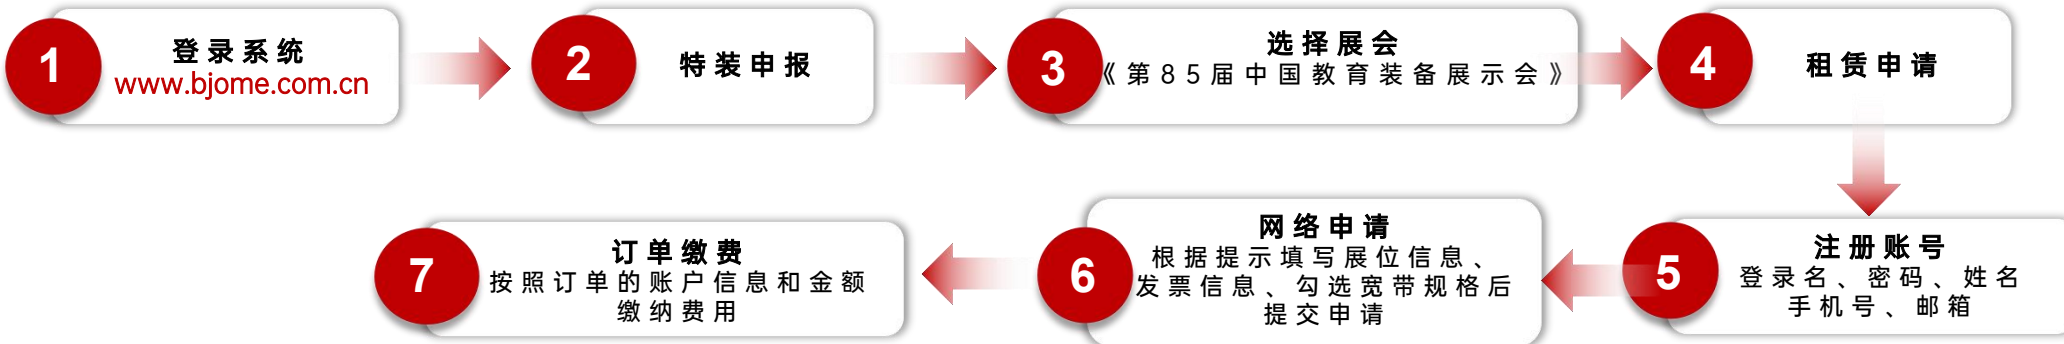 1
登录系统
www.bjome.com.cn
2
特装申报
3
选择展会
《第85届中国教育装备展示会》
4
租赁申请
5
注册账号
登录名、密码、姓名
手机号、邮箱
6
网络申请
根据提示填写展位信息、
发票信息、勾选宽带规格后
提交申请
7
订单缴费
按照订单的账户信息和金额
缴纳费用